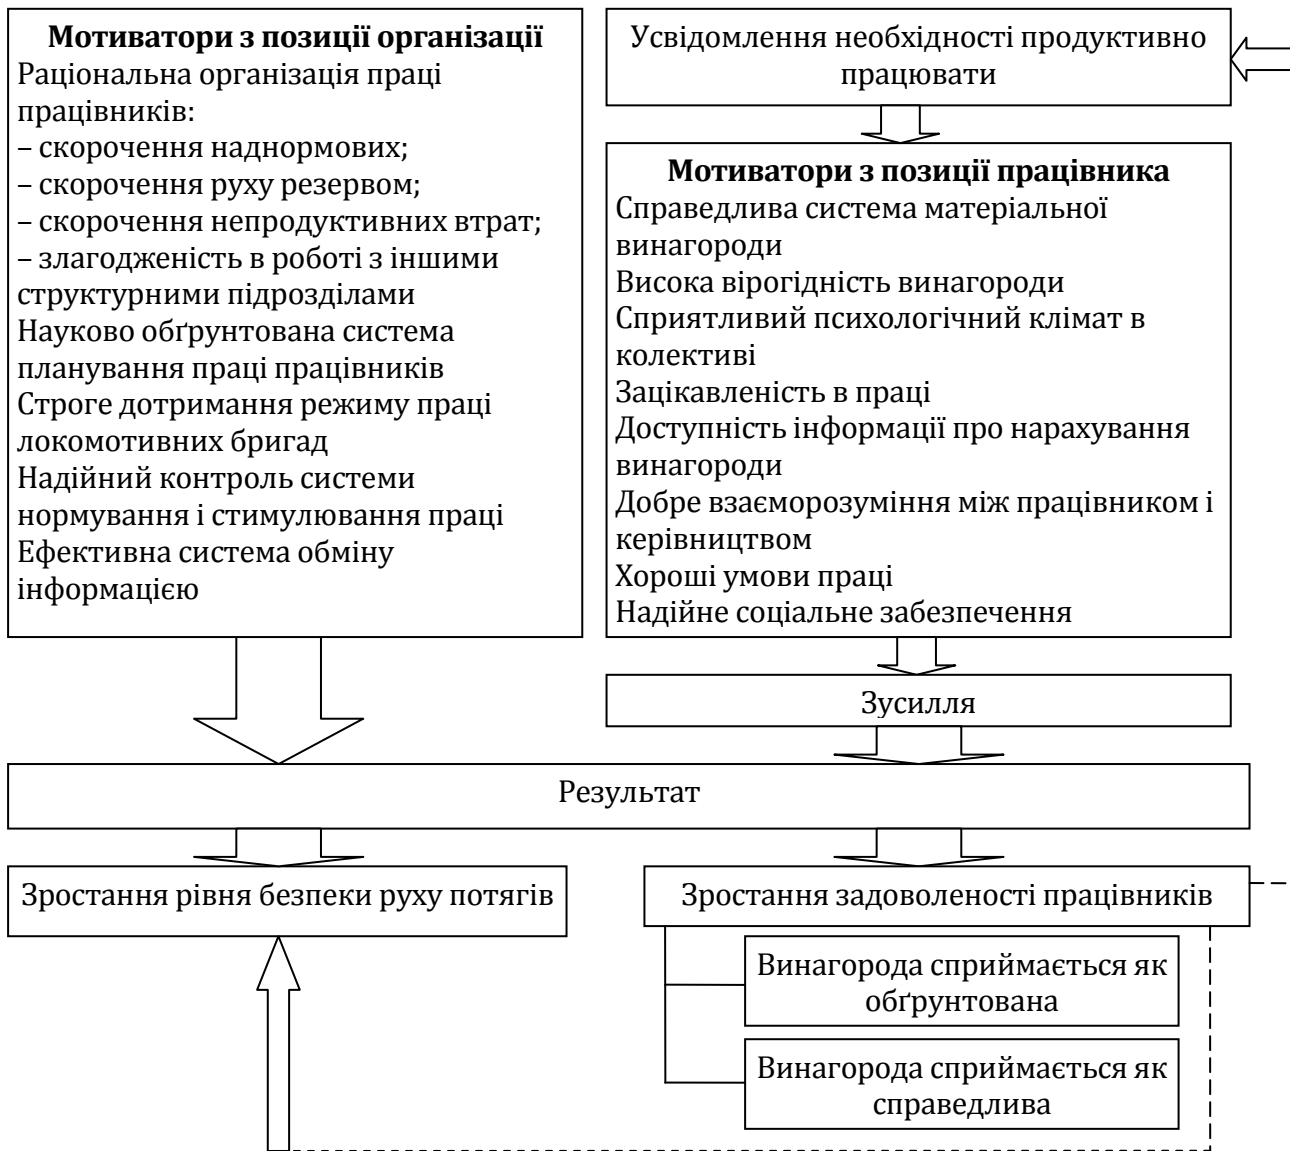 Мотиватори з позиції організації
Раціональна організація праці
працівників:
– скорочення наднормових;
– скорочення руху резервом;
– скорочення непродуктивних втрат;
– злагодженість в роботі з іншими
структурними підрозділами
Науково обґрунтована система
планування праці працівників
Строге дотримання режиму праці
локомотивних бригад
Надійний контроль системи
нормування і стимулювання праці
Ефективна система обміну
інформацією
Усвідомлення необхідності продуктивно
працювати
Мотиватори з позиції працівника
Справедлива система матеріальної
винагороди
Висока вірогідність винагороди
Сприятливий психологічний клімат в
колективі
Зацікавленість в праці
Доступність інформації про нарахування
винагороди
Добре взаєморозуміння між працівником і
керівництвом
Хороші умови праці
Надійне соціальне забезпечення
Зусилля
Результат
Зростання рівня безпеки руху потягів
Зростання задоволеності працівників
Винагорода сприймається як
обґрунтована
Винагорода сприймається як
справедлива